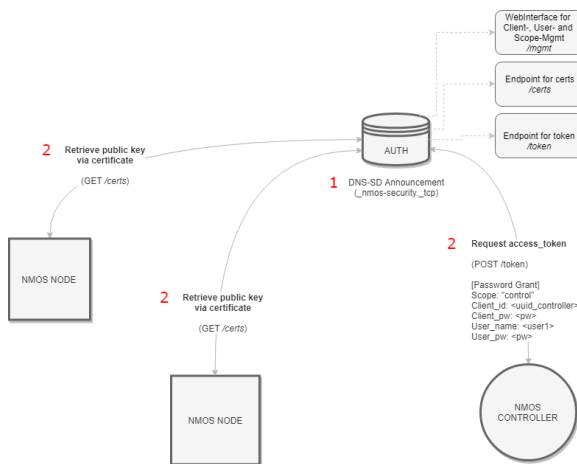 WebInterface for
Client-, User- and
Scope-Mgmt
/mgmt
Endpoint for certs
/certs
Endpoint for token
/token
AUTH
1 DNS-SD Announcement
(_nmos-security._tcp)
2 Retrieve public key
via certificate
(GET /certs)
NMOS NODE
2 Retrieve public key
via certificate
(GET /certs)
NMOS NODE
2 Request access_token
(POST /token)
[Password Grant]
Scope: "control"
Client_id: <uuid_controller>
Client_pw: <pw>
User_name: <user1>
User_pw: <pw>
NMOS
CONTROLLER